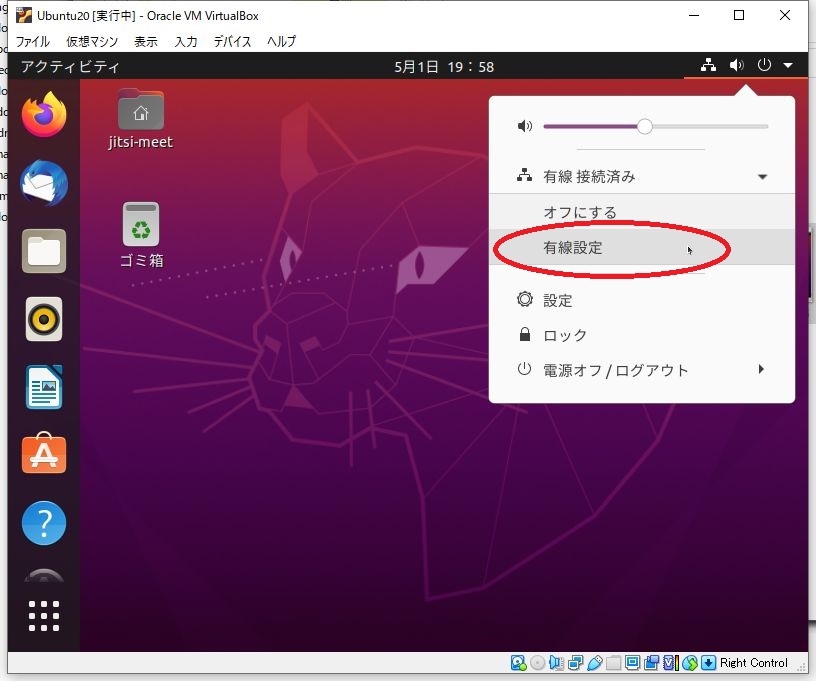 Ubuntu20 [実行中] - Oracle VM VirtualBox
ファイル 仮想マシン 表示 入力 デバイス ヘルプ
アクティビティ 5月1日 19：58
jitsi-meet
ゴミ箱
有線 接続済み
オフにする
有線設定
設定
ロック
電源オフ / ログアウト
Right Control